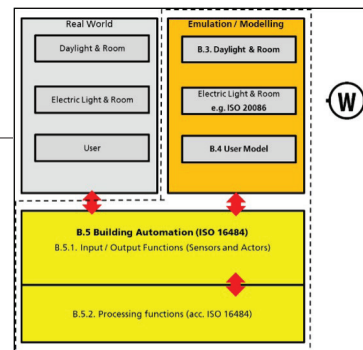 Real World
Daylight & Room
Electric Light & Room
User
Emulation / Modelling
B.3. Daylight & Room
Electric Light & Room
e.g. ISO 20086
B.4 User Model
W
B.5 Building Automation (ISO 16484)
B.5.1. Input / Output Functions (Sensors and Actors)
B.5.2. Processing functions (acc. ISO 16484)